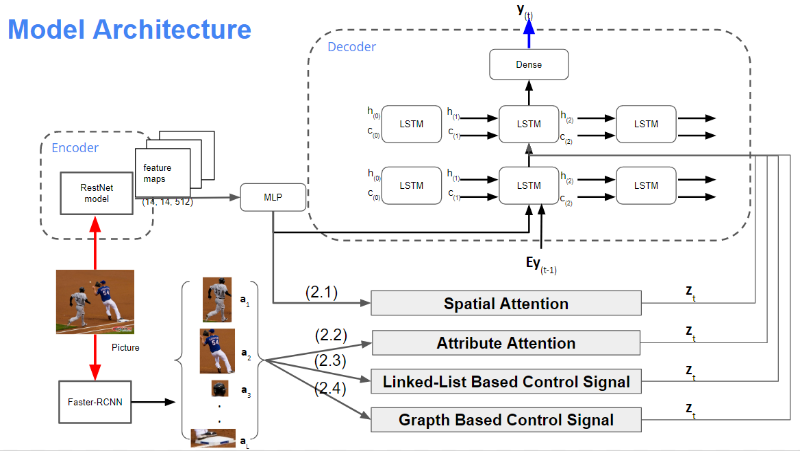 Model Architecture
y(t)
Decoder
Dense
h(0)
c(0)
LSTM
h(1)
c(1)
LSTM
h(2)
c(2)
LSTM
h(0)
c(0)
LSTM
h(1)
c(1)
LSTM
h(2)
c(2)
LSTM
Encoder
RestNet
model
feature
maps
(14, 14, 512)
MLP
Ey(t-1)
Picture
Faster-RCNN
54
a1
54
a2
a3
.
.
aL
(2.1)
Spatial Attention
zt
(2.2)
Attribute Attention
zt
(2.3)
Linked-List Based Control Signal
zt
(2.4)
Grapth Based Control Signal
zt